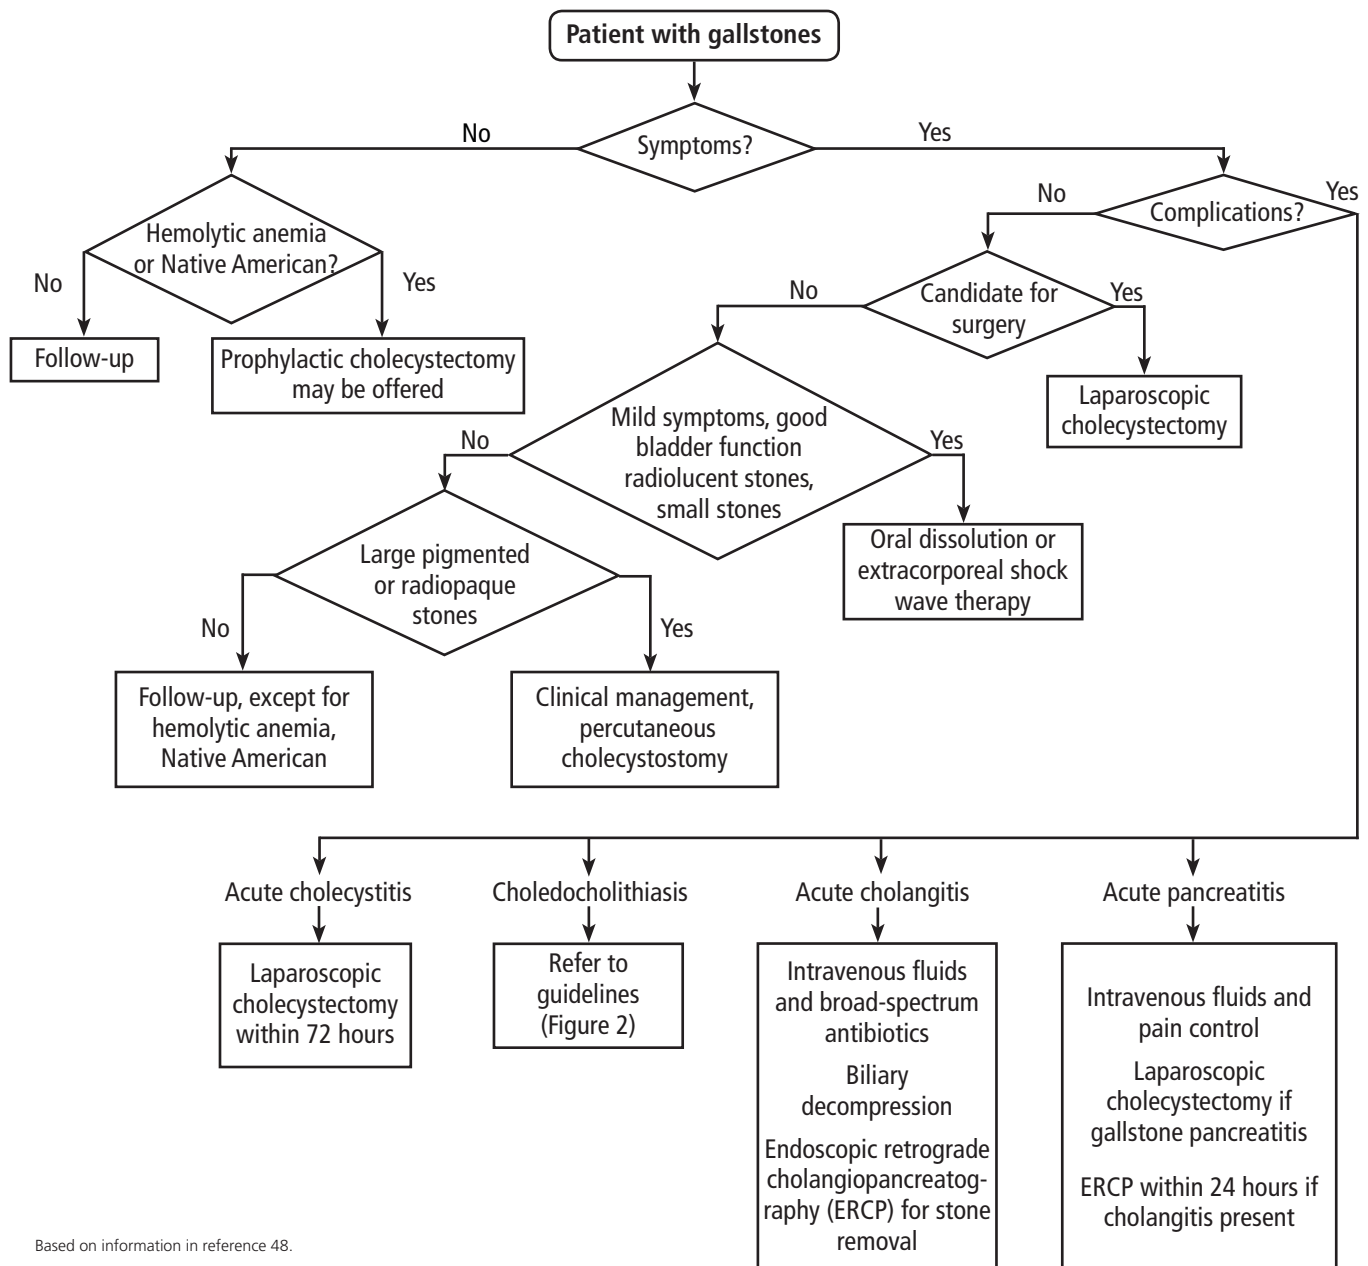 Patient with gallstones
Symptoms?
No
Yes
Hemolytic anemia
or Native American?
No
Yes
Follow-up
Prophylactic cholecystectomy
may be offered
Complications?
No
Yes
Candidate for
surgery
No
Yes
Laparoscopic
cholecystectomy
Mild symptoms, good
bladder function
radiolucent stones,
small stones
No
Yes
Oral dissolution or
extracorporeal shock
wave therapy
Large pigmented
or radiopaque
stones
No
Yes
Follow-up, except for
hemolytic anemia,
Native American
Clinical management,
percutaneous
cholecystostomy
Acute cholecystitis
Laparoscopic
cholecystectomy
within 72 hours
Choledocholithiasis
Refer to
guidelines
(Figure 2)
Acute cholangitis
Intravenous fluids
and broad-spectrum
antibiotics
Biliary
decompression
Endoscopic retrograde
cholangiopancreatog-
raphy (ERCP) for stone
removal
Acute pancreatitis
Intravenous fluids and
pain control
Laparoscopic
cholecystectomy if
gallstone pancreatitis
ERCP within 24 hours if
cholangitis present
Based on information in reference 48.